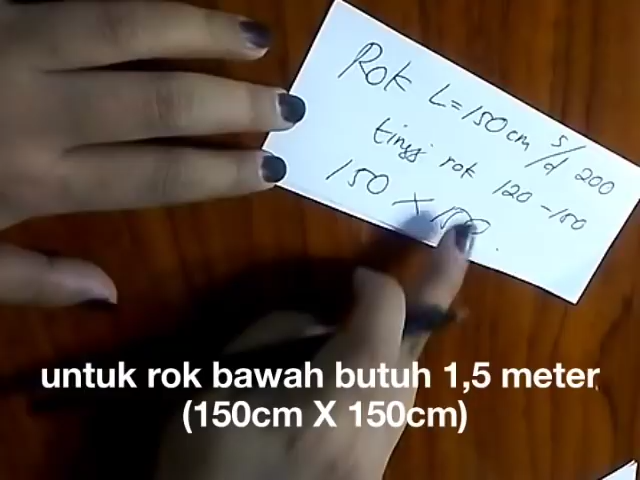 Rok L=150cm s/d 200
tinggi rok 120-150
150 X 150
untuk rok bawah butuh 1,5 meter
(150cm X 150cm)